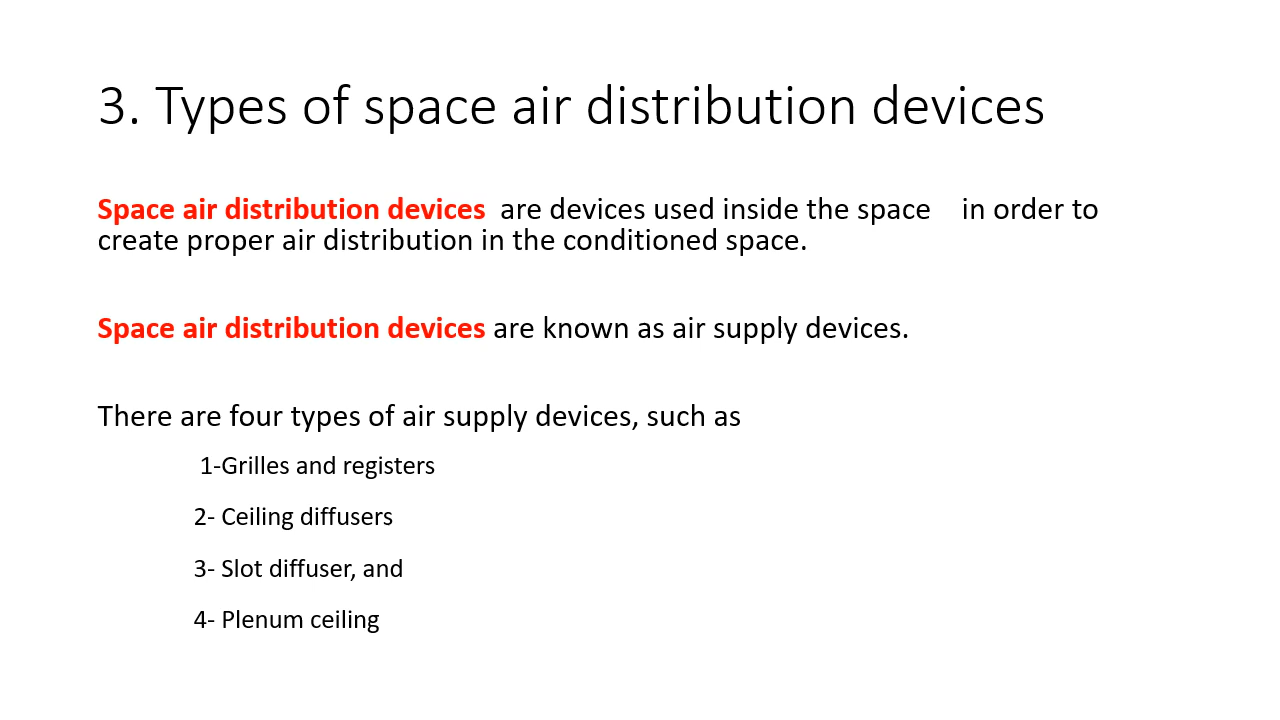 3. Types of space air distribution devices
Space air distribution devices are devices used inside the space in order to
create proper air distribution in the conditioned space.
Space air distribution devices are known as air supply devices.
There are four types of air supply devices, such as
1-Grilles and registers
2- Ceiling diffusers
3- Slot diffuser, and
4- Plenum ceiling